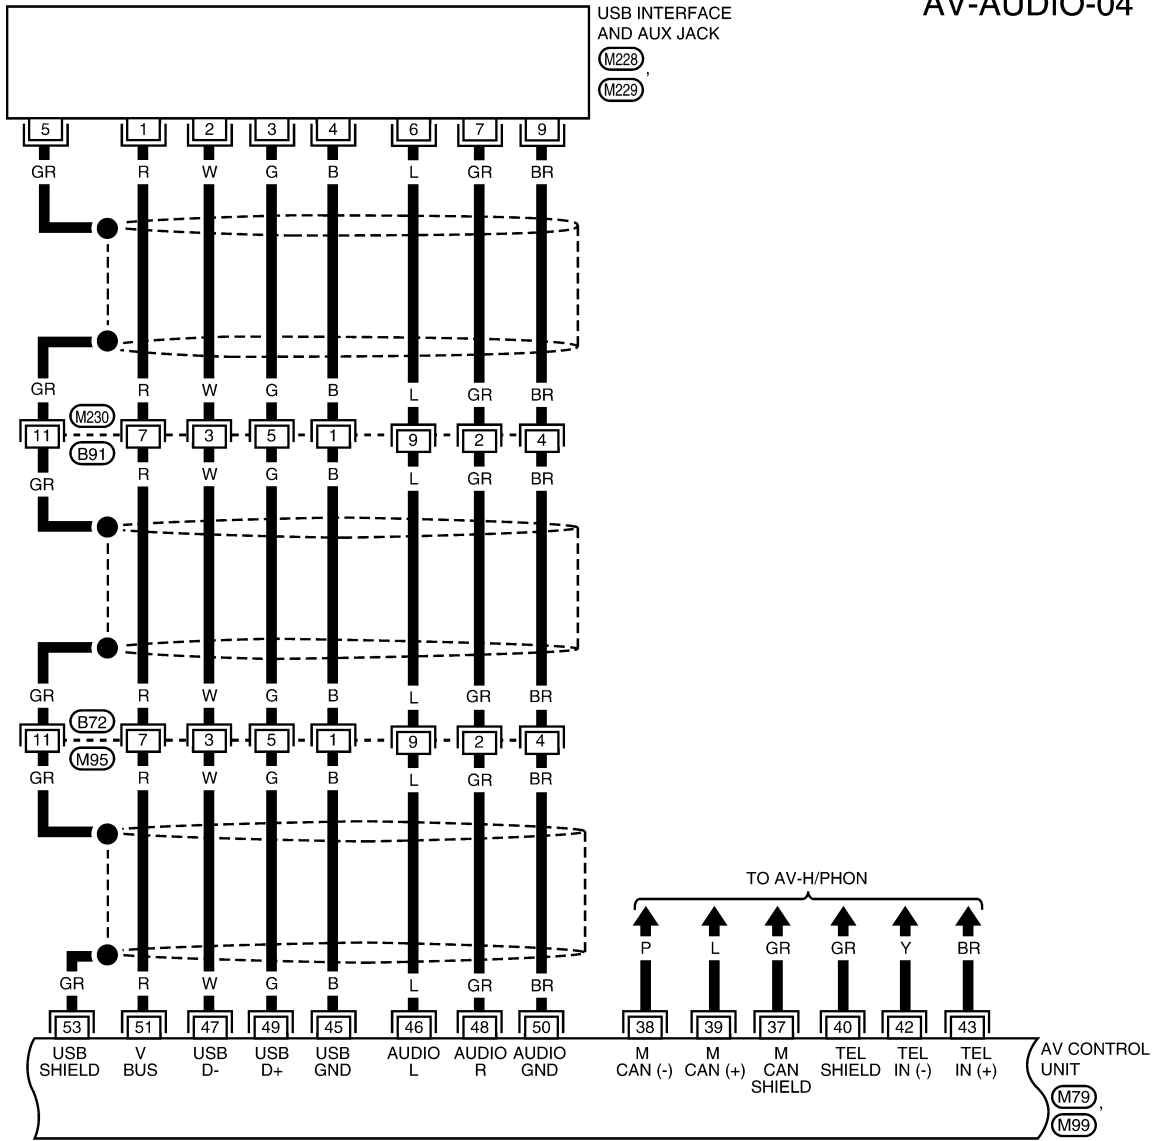 AV-AUDIO-04
USB INTERFACE
AND AUX JACK
M228 ,
M229
5 1 2 3 4 6 7 9
GR R W G B L GR BR
GR R W G B L GR BR
M230
11 7 3 5 1 9 2 4
B91
GR R W G B L GR BR
GR R W G B L GR BR
B72
11 7 3 5 1 9 2 4
M95
GR R W G B L GR BR
TO AV-H/PHON
P L GR GR Y BR
GR R W G B L GR BR
53 51 47 49 45 46 48 50 38 39 37 40 42 43
USB V USB USB USB AUDIO AUDIO AUDIO M M M TEL TEL TEL
SHIELD BUS D- D+ GND L R GND CAN (-) CAN (+) CAN SHIELD IN (-) IN (+)
SHIELD
AV CONTROL
UNIT
M79 ,
M99